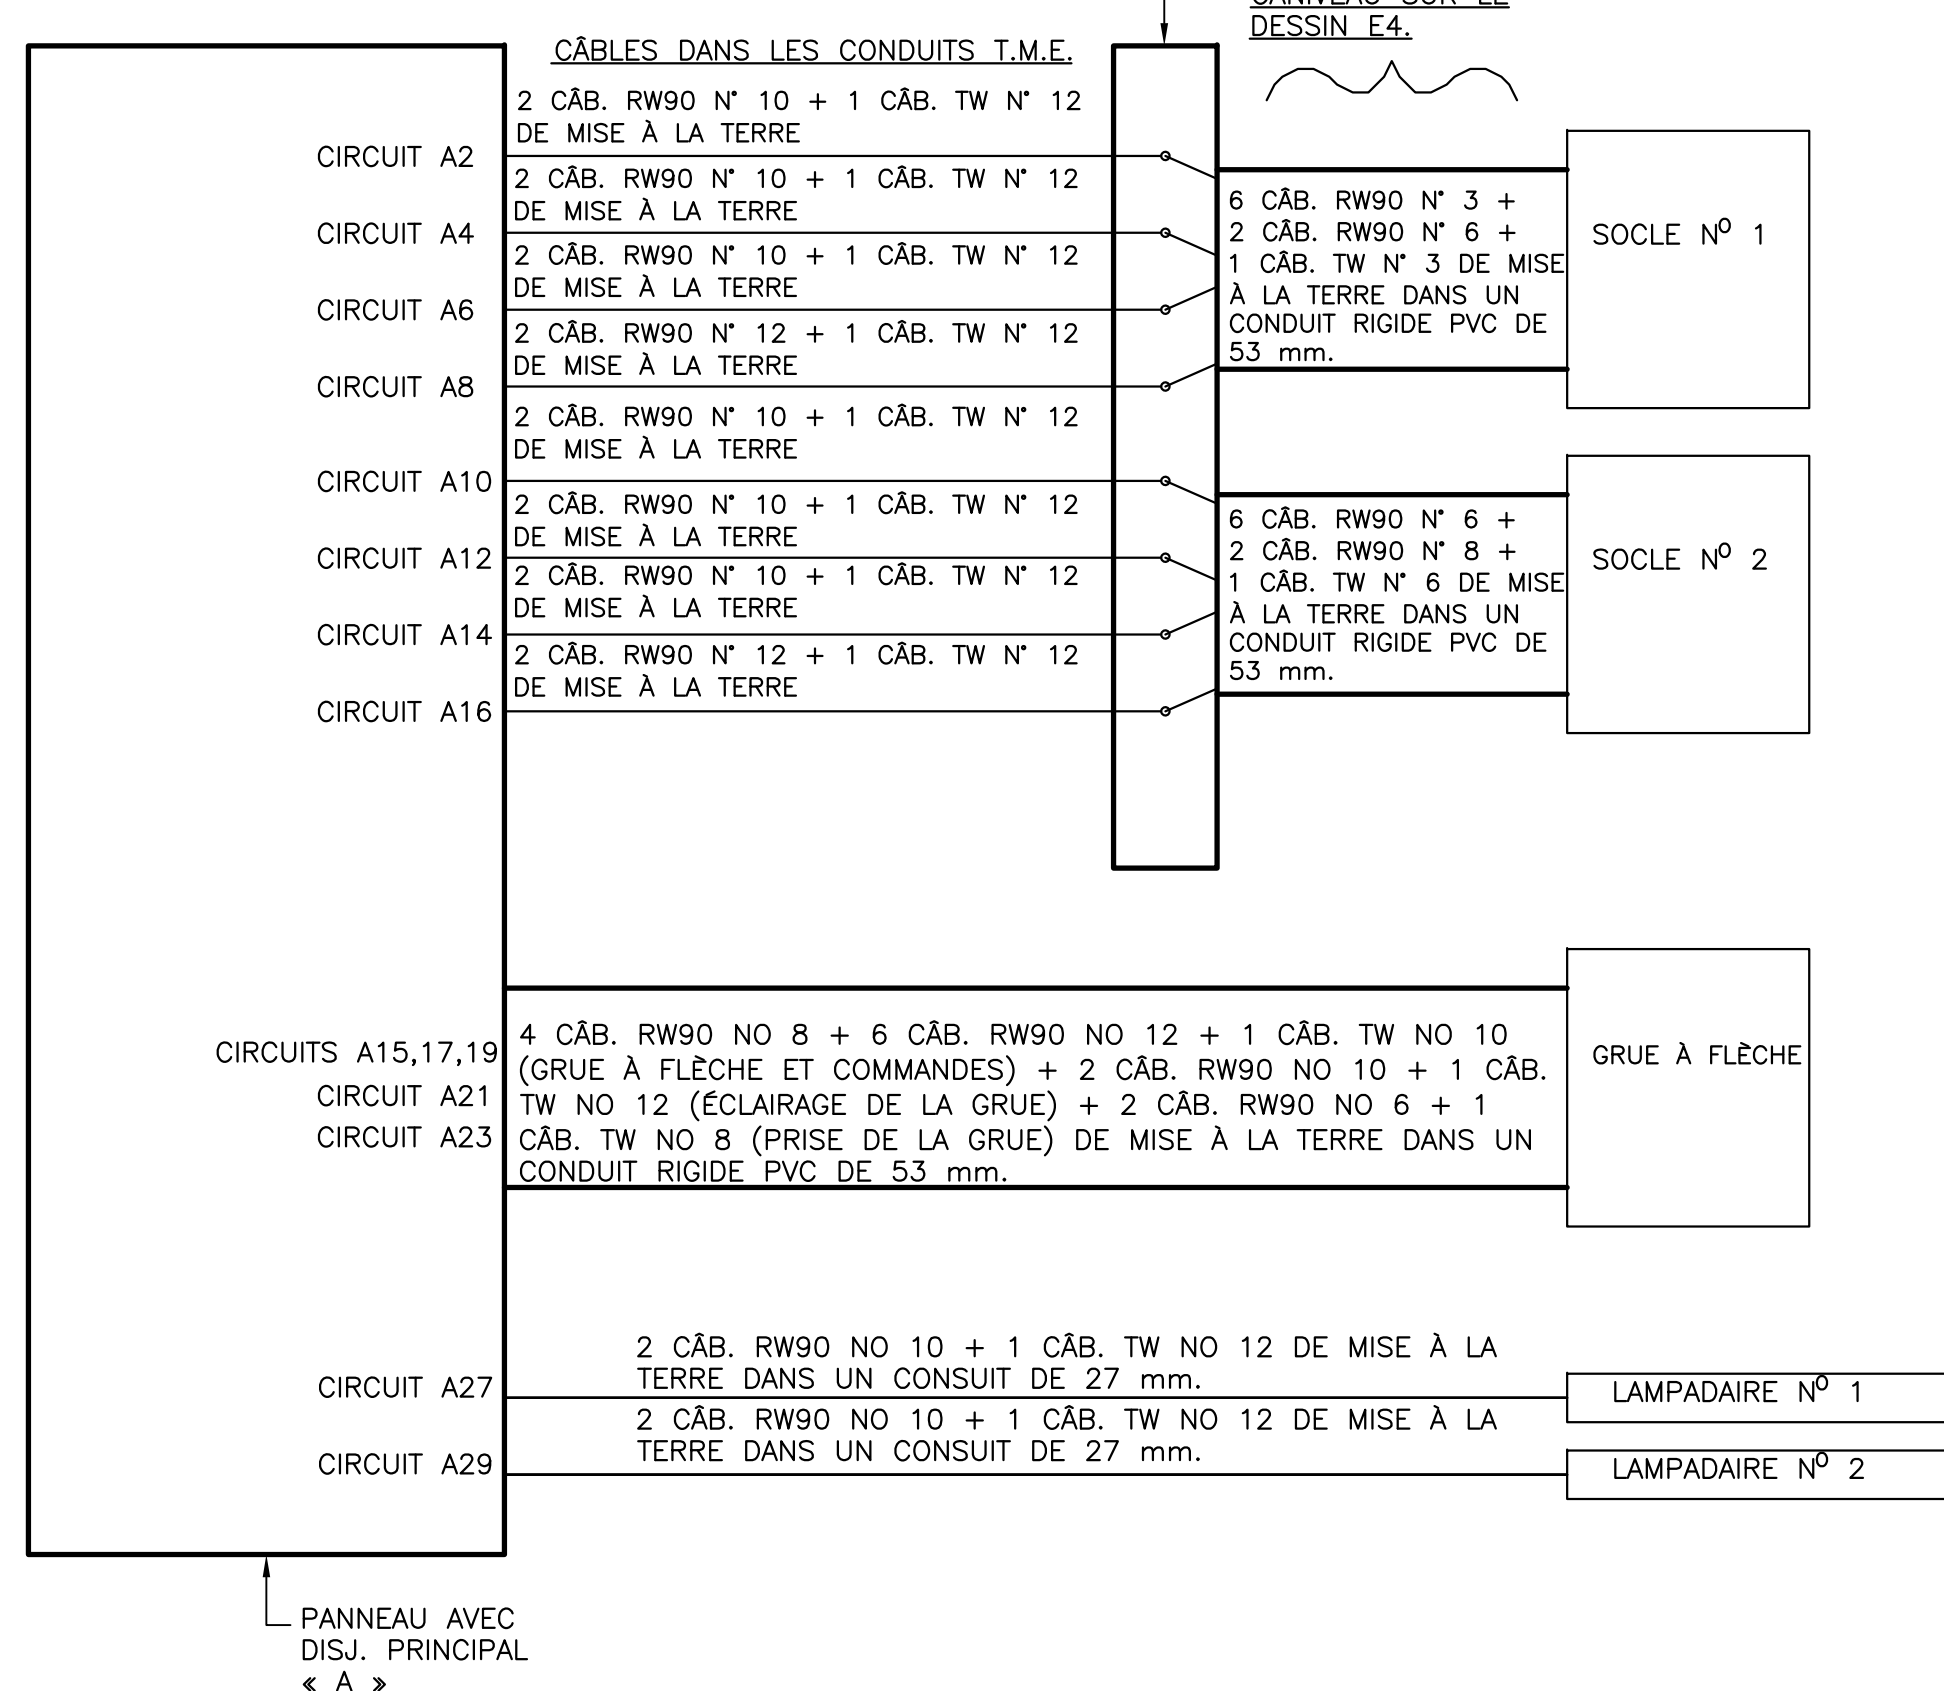 CANIVEAU SUR LE
DESSIN E4.
CÂBLES DANS LES CONDUITS T.M.E.
2 CÂB. RW90 N° 10 + 1 CÂB. TW N° 12
DE MISE À LA TERRE
CIRCUIT A2
2 CÂB. RW90 N° 10 + 1 CÂB. TW N° 12
DE MISE À LA TERRE
CIRCUIT A4
2 CÂB. RW90 N° 10 + 1 CÂB. TW N° 12
DE MISE À LA TERRE
CIRCUIT A6
2 CÂB. RW90 N° 12 + 1 CÂB. TW N° 12
DE MISE À LA TERRE
CIRCUIT A8
6 CÂB. RW90 N° 3 +
2 CÂB. RW90 N° 6 +
1 CÂB. TW N° 3 DE MISE
À LA TERRE DANS UN
CONDUIT RIGIDE PVC DE
53 mm.
SOCLE Nº 1
2 CÂB. RW90 N° 10 + 1 CÂB. TW N° 12
DE MISE À LA TERRE
CIRCUIT A10
2 CÂB. RW90 N° 10 + 1 CÂB. TW N° 12
DE MISE À LA TERRE
CIRCUIT A12
2 CÂB. RW90 N° 10 + 1 CÂB. TW N° 12
DE MISE À LA TERRE
CIRCUIT A14
2 CÂB. RW90 N° 12 + 1 CÂB. TW N° 12
DE MISE À LA TERRE
CIRCUIT A16
6 CÂB. RW90 N° 6 +
2 CÂB. RW90 N° 8 +
1 CÂB. TW N° 6 DE MISE
À LA TERRE DANS UN
CONDUIT RIGIDE PVC DE
53 mm.
SOCLE Nº 2
CIRCUITS A15,17,19
CIRCUIT A21
CIRCUIT A23
4 CÂB. RW90 NO 8 + 6 CÂB. RW90 NO 12 + 1 CÂB. TW NO 10
(GRUE À FLÈCHE ET COMMANDES) + 2 CÂB. RW90 NO 10 + 1 CÂB.
TW NO 12 (ÉCLAIRAGE DE LA GRUE) + 2 CÂB. RW90 NO 6 + 1
CÂB. TW NO 8 (PRISE DE LA GRUE) DE MISE À LA TERRE DANS UN
CONDUIT RIGIDE PVC DE 53 mm.
GRUE À FLÈCHE
2 CÂB. RW90 NO 10 + 1 CÂB. TW NO 12 DE MISE À LA
TERRE DANS UN CONSUIT DE 27 mm.
CIRCUIT A27
LAMPADAIRE Nº 1
2 CÂB. RW90 NO 10 + 1 CÂB. TW NO 12 DE MISE À LA
TERRE DANS UN CONSUIT DE 27 mm.
CIRCUIT A29
LAMPADAIRE Nº 2
PANNEAU AVEC
DISJ. PRINCIPAL
« A »